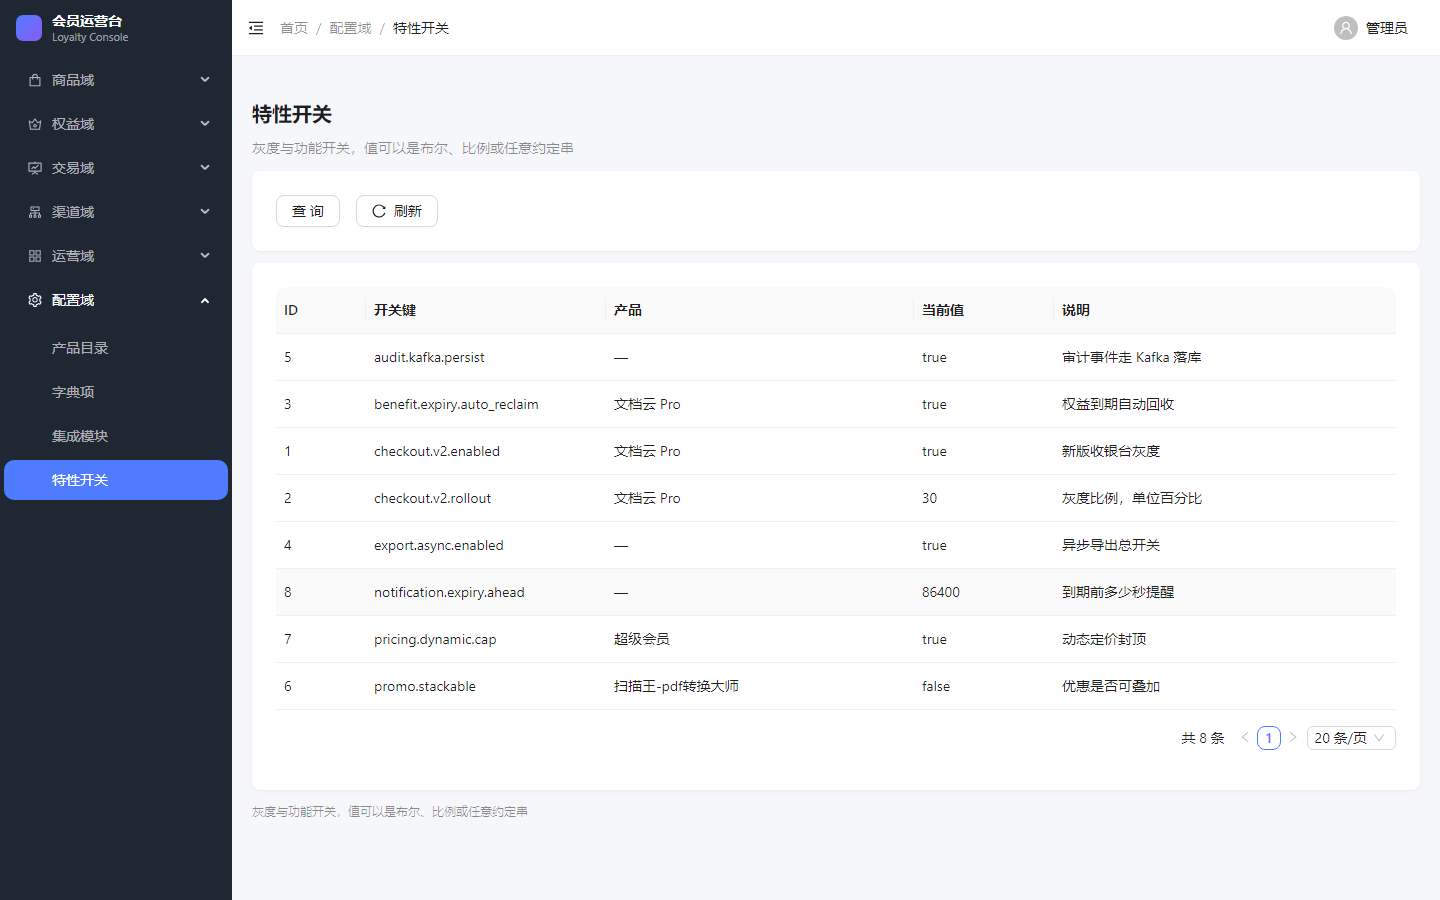 会员运营台
Loyalty Console
商品域
权益域
交易域
渠道域
运营域
配置域
产品目录
字典项
集成模块
特性开关
首页 / 配置域 / 特性开关
管理员
特性开关
灰度与功能开关，值可以是布尔、比例或任意约定串
查 询
刷新
ID 开关键 产品 当前值 说明
5 audit.kafka.persist — true 审计事件走 Kafka 落库
3 benefit.expiry.auto_reclaim 文档云 Pro true 权益到期自动回收
1 checkout.v2.enabled 文档云 Pro true 新版收银台灰度
2 checkout.v2.rollout 文档云 Pro 30 灰度比例，单位百分比
4 export.async.enabled — true 异步导出总开关
8 notification.expiry.ahead — 86400 到期前多少秒提醒
7 pricing.dynamic.cap 超级会员 true 动态定价封顶
6 promo.stackable 扫描王-pdf转换大师 false 优惠是否可叠加
共 8 条 1 20 条/页
灰度与功能开关，值可以是布尔、比例或任意约定串